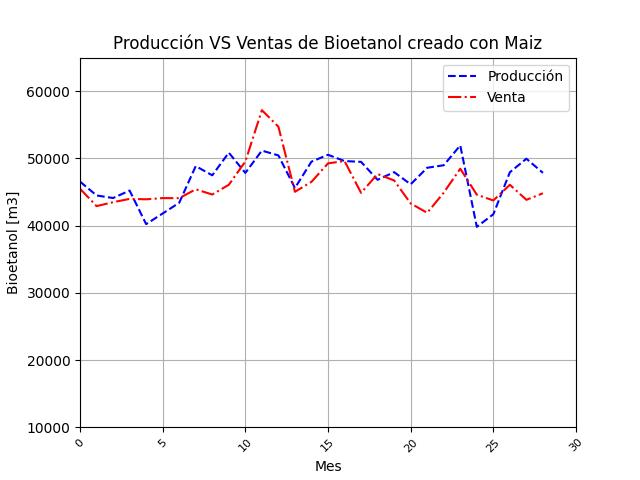 Producción VS Ventas de Bioetanol creado con Maiz
Producción
Venta
60000
50000
40000
30000
20000
10000
Bioetanol [m3]
0
5
10
15
20
25
30
Mes